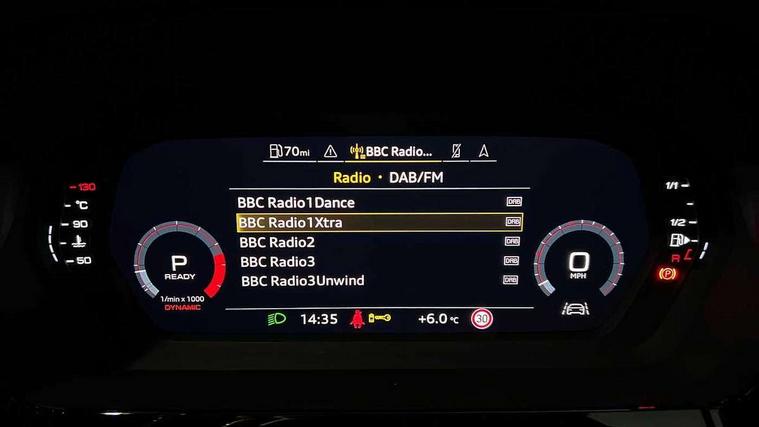 70mi
BBC Radio...
Radio • DAB/FM
BBC Radio1Dance DAB
BBC Radio1Xtra DAB
BBC Radio2 DAB
BBC Radio3 DAB
BBC Radio3Unwind DAB
130
°C
90
50
P
READY
1/min x 1000
DYNAMIC
0
MPH
1/1
1/2
R
P
14:35
+6.0 °C
30